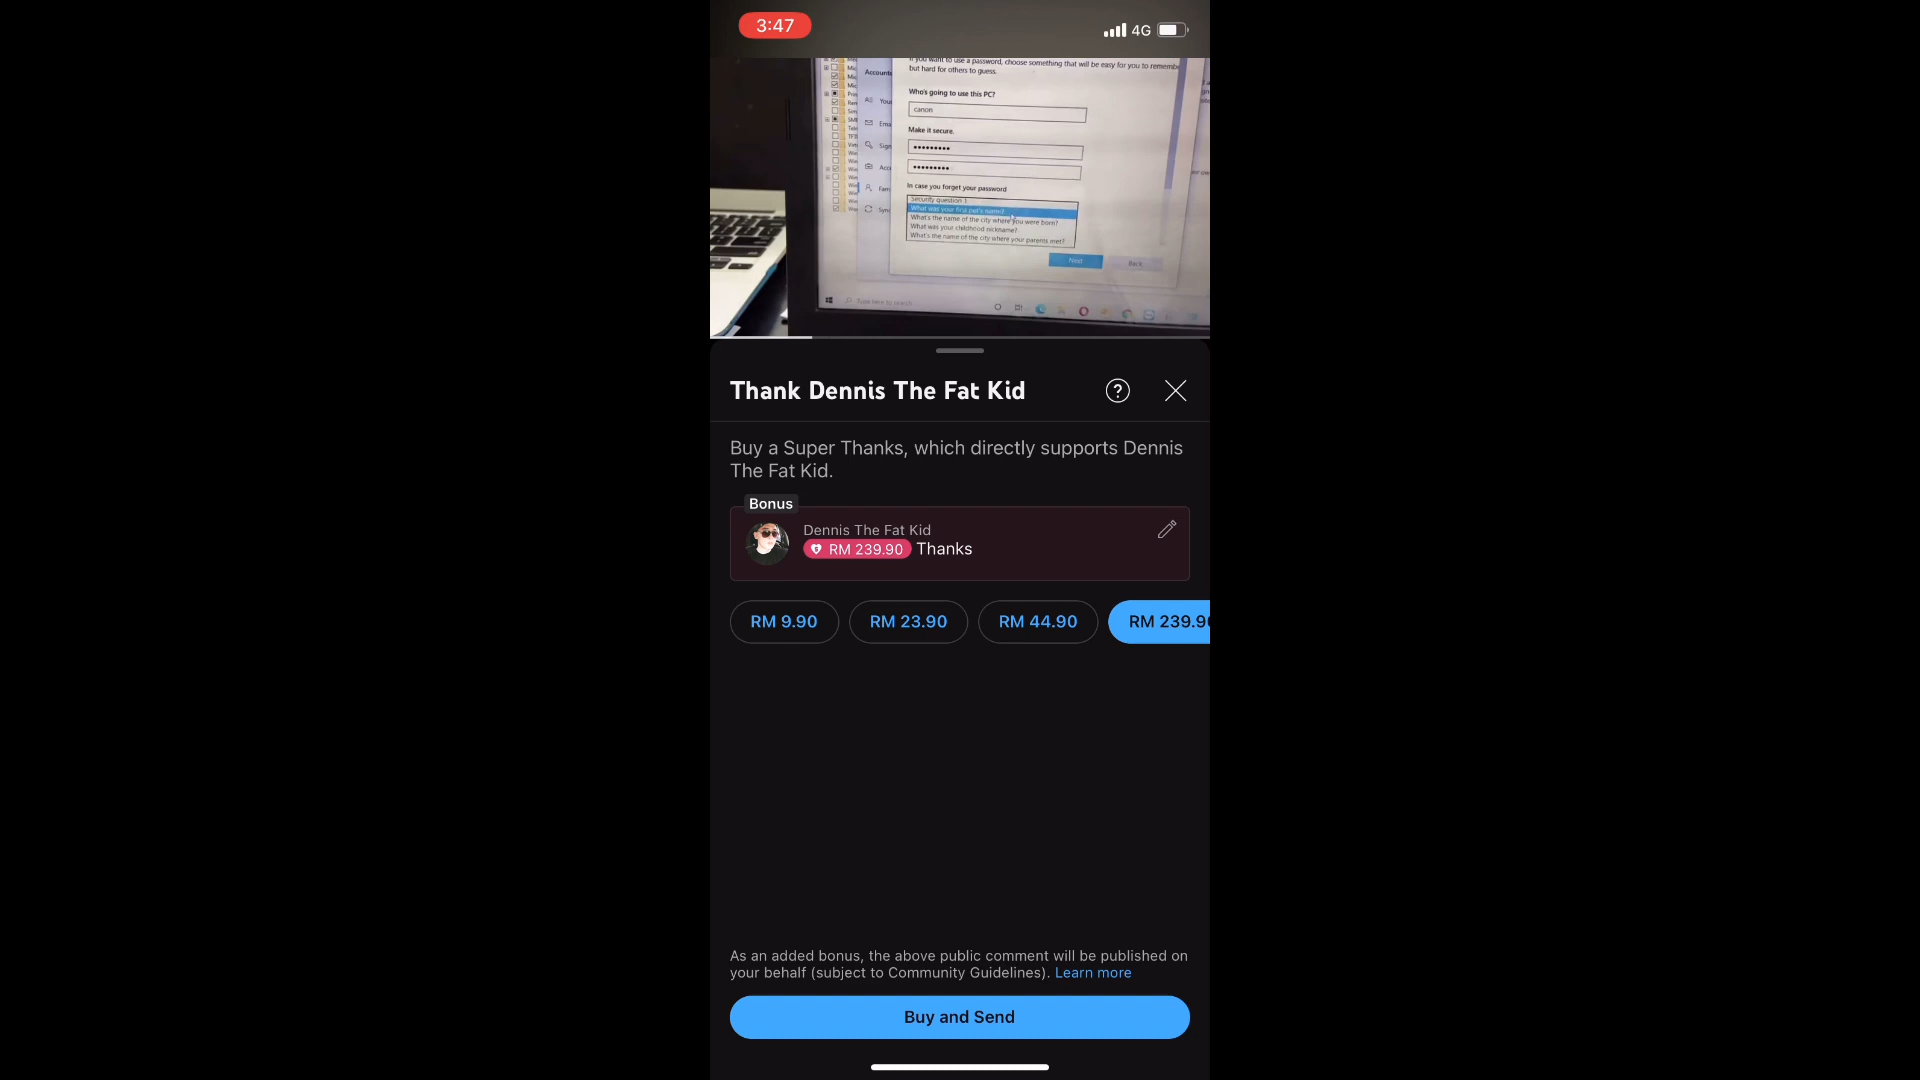 3:47
4G
If you want to use a password, choose something that will be easy for you to remember
but hard for others to guess.
Accounts
Who's going to use this PC?
canon
Make it secure.
•••••••••
•••••••••
In case you forget your password
Security question 1
What was your first pet's name?
What's the name of the city where you were born?
What was your childhood nickname?
What's the name of the city where your parents met?
Next
Back
Type here to search
Thank Dennis The Fat Kid
Buy a Super Thanks, which directly supports Dennis
The Fat Kid.
Bonus
Dennis The Fat Kid
RM 239.90 Thanks
RM 9.90
RM 23.90
RM 44.90
RM 239.90
As an added bonus, the above public comment will be published on
your behalf (subject to Community Guidelines). Learn more
Buy and Send